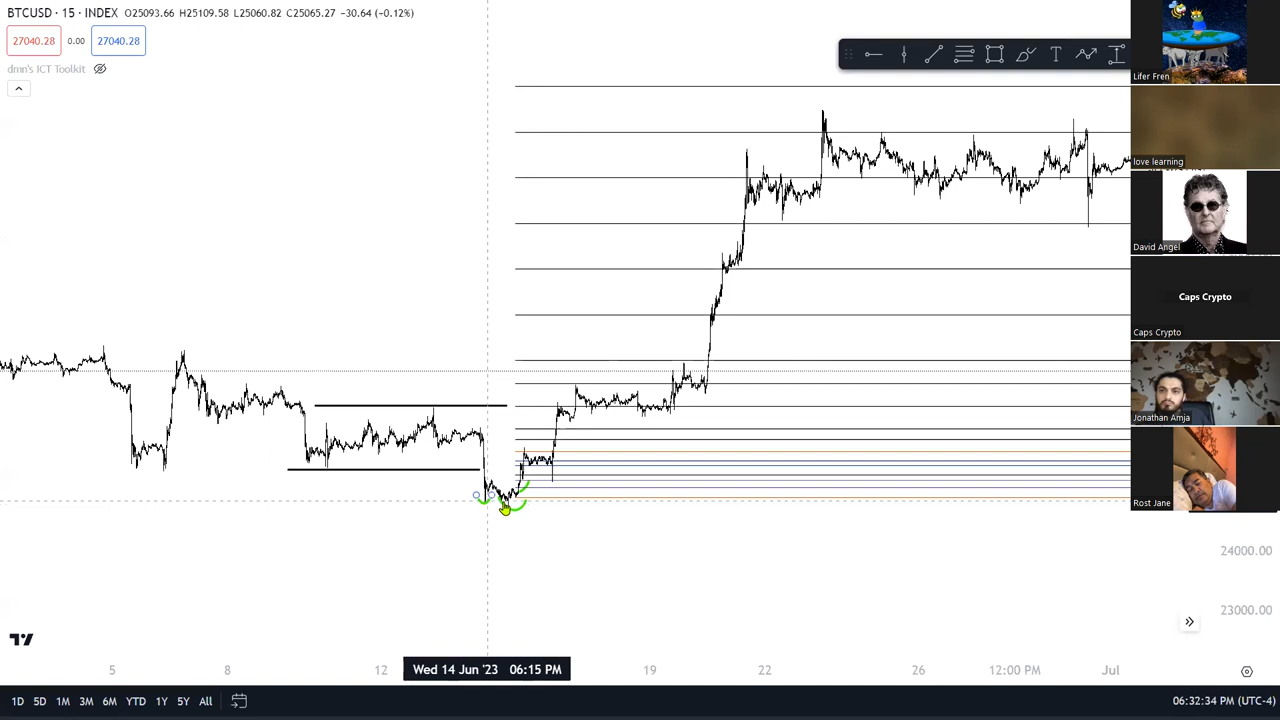 BTCUSD · 15 · INDEX O25093.66 H25109.58 L25060.82 C25065.27 −30.64 (−0.12%)
27040.28 0.00 27040.28
dmn's ICT Toolkit
T
Lifer Fren
love learning
David Angel
Caps Crypto
Caps Crypto
Jonathan Amja
Rost Jane
24000.00
23000.00
5 8 12 Wed 14 Jun '23 06:15 PM 19 22 26 12:00 PM Jul
1D 5D 1M 3M 6M YTD 1Y 5Y All 06:32:34 PM (UTC-4)